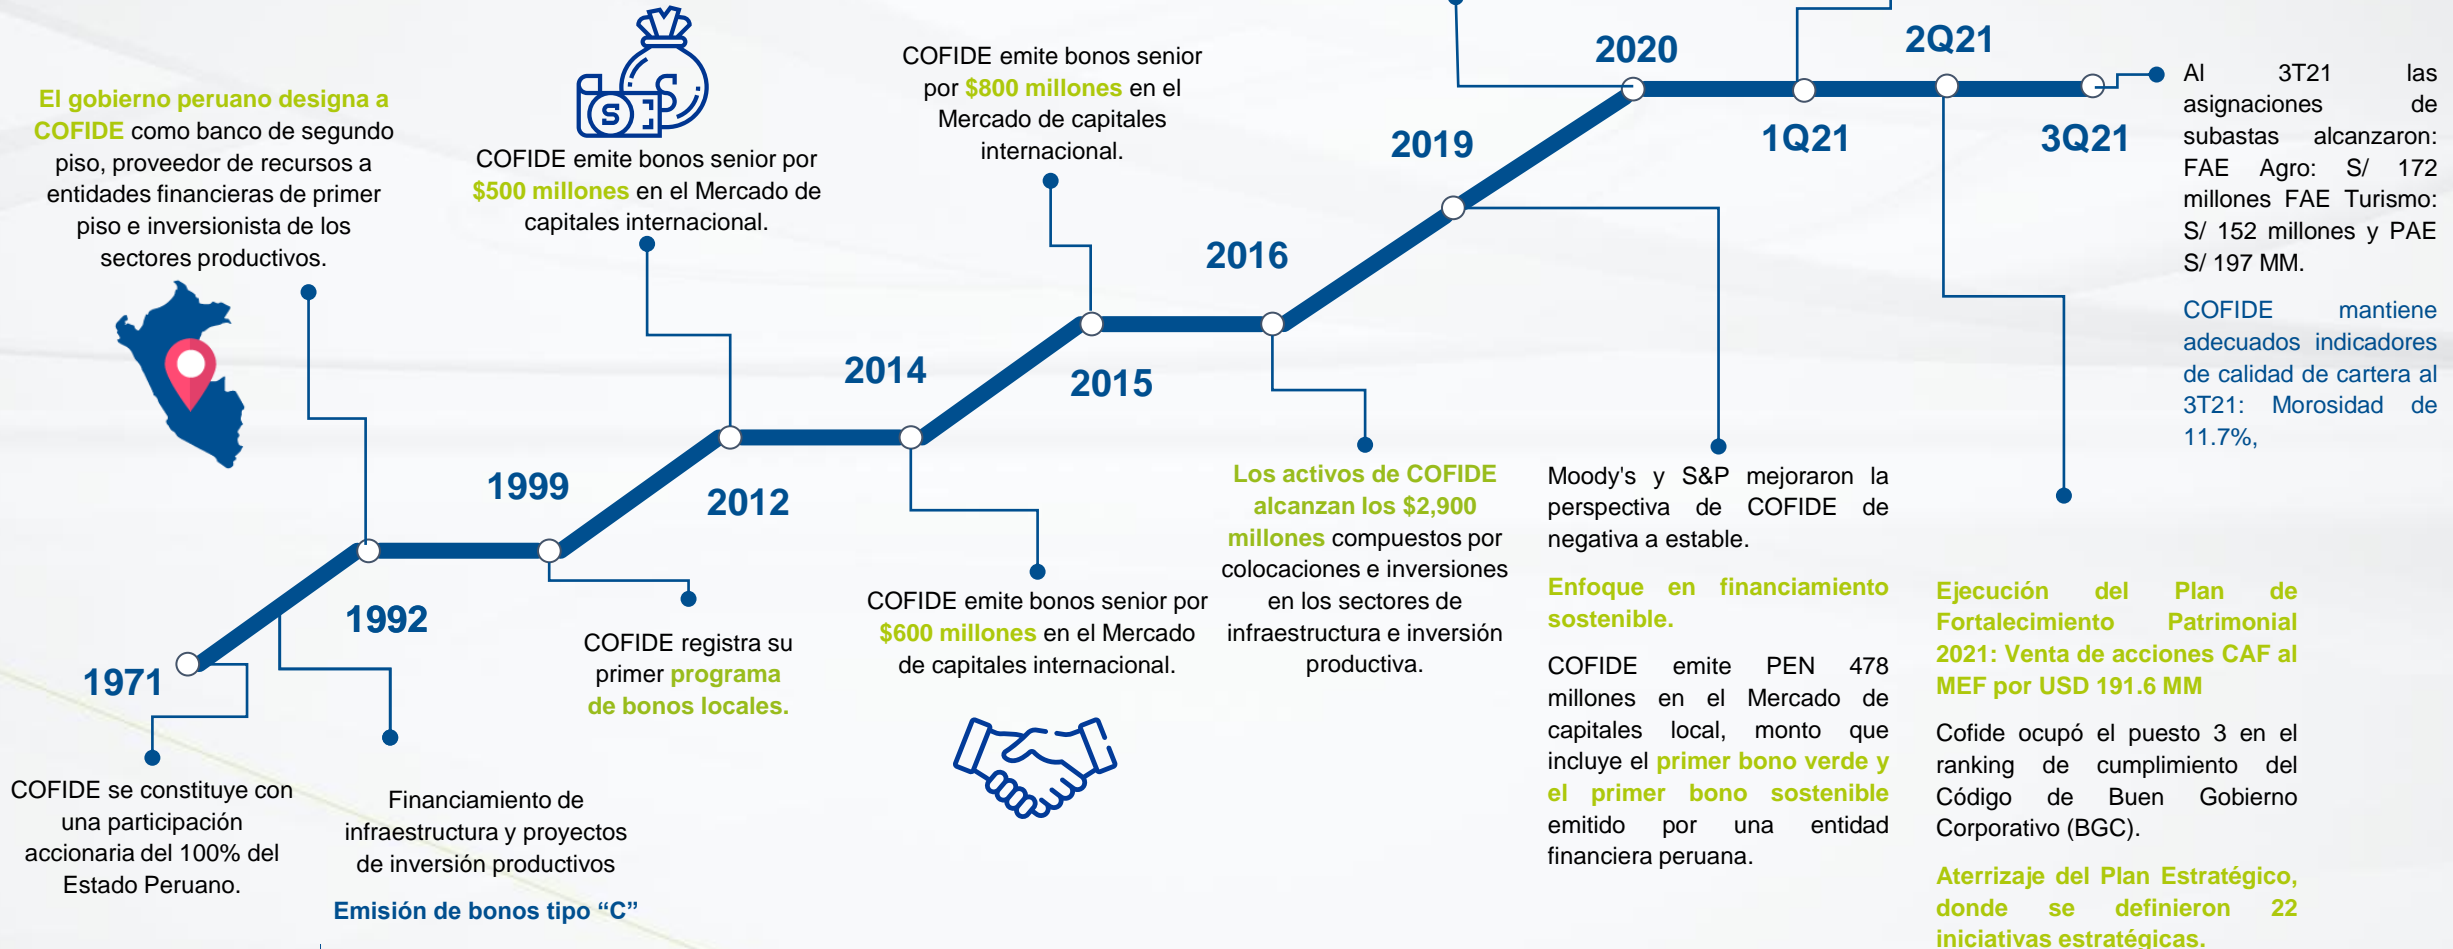 El gobierno peruano designa a
COFIDE como banco de segundo
piso, proveedor de recursos a
entidades financieras de primer
piso e inversionista de los
sectores productivos.
COFIDE emite bonos senior por
$500 millones en el Mercado de
capitales internacional.
COFIDE emite bonos senior
por $800 millones en el
Mercado de capitales
internacional.
1971
1992
1999
2012
2014
2015
2016
2019
2020
1Q21
2Q21
3Q21
Al 3T21 las
asignaciones de
subastas alcanzaron:
FAE Agro: S/ 172
millones FAE Turismo:
S/ 152 millones y PAE
S/ 197 MM.
COFIDE mantiene
adecuados indicadores
de calidad de cartera al
3T21: Morosidad de
11.7%,
COFIDE se constituye con
una participación
accionaria del 100% del
Estado Peruano.
Financiamiento de
infraestructura y proyectos
de inversión productivos
Emisión de bonos tipo “C”
COFIDE registra su
primer programa
de bonos locales.
COFIDE emite bonos senior por
$600 millones en el Mercado
de capitales internacional.
Los activos de COFIDE
alcanzan los $2,900
millones compuestos por
colocaciones e inversiones
en los sectores de
infraestructura e inversión
productiva.
Moody's y S&P mejoraron la
perspectiva de COFIDE de
negativa a estable.
Enfoque en financiamiento
sostenible.
COFIDE emite PEN 478
millones en el Mercado de
capitales local, monto que
incluye el primer bono verde y
el primer bono sostenible
emitido por una entidad
financiera peruana.
Ejecución del Plan de
Fortalecimiento Patrimonial
2021: Venta de acciones CAF al
MEF por USD 191.6 MM
Cofide ocupó el puesto 3 en el
ranking de cumplimiento del
Código de Buen Gobierno
Corporativo (BGC).
Aterrizaje del Plan Estratégico,
donde se definieron 22
iniciativas estratégicas.